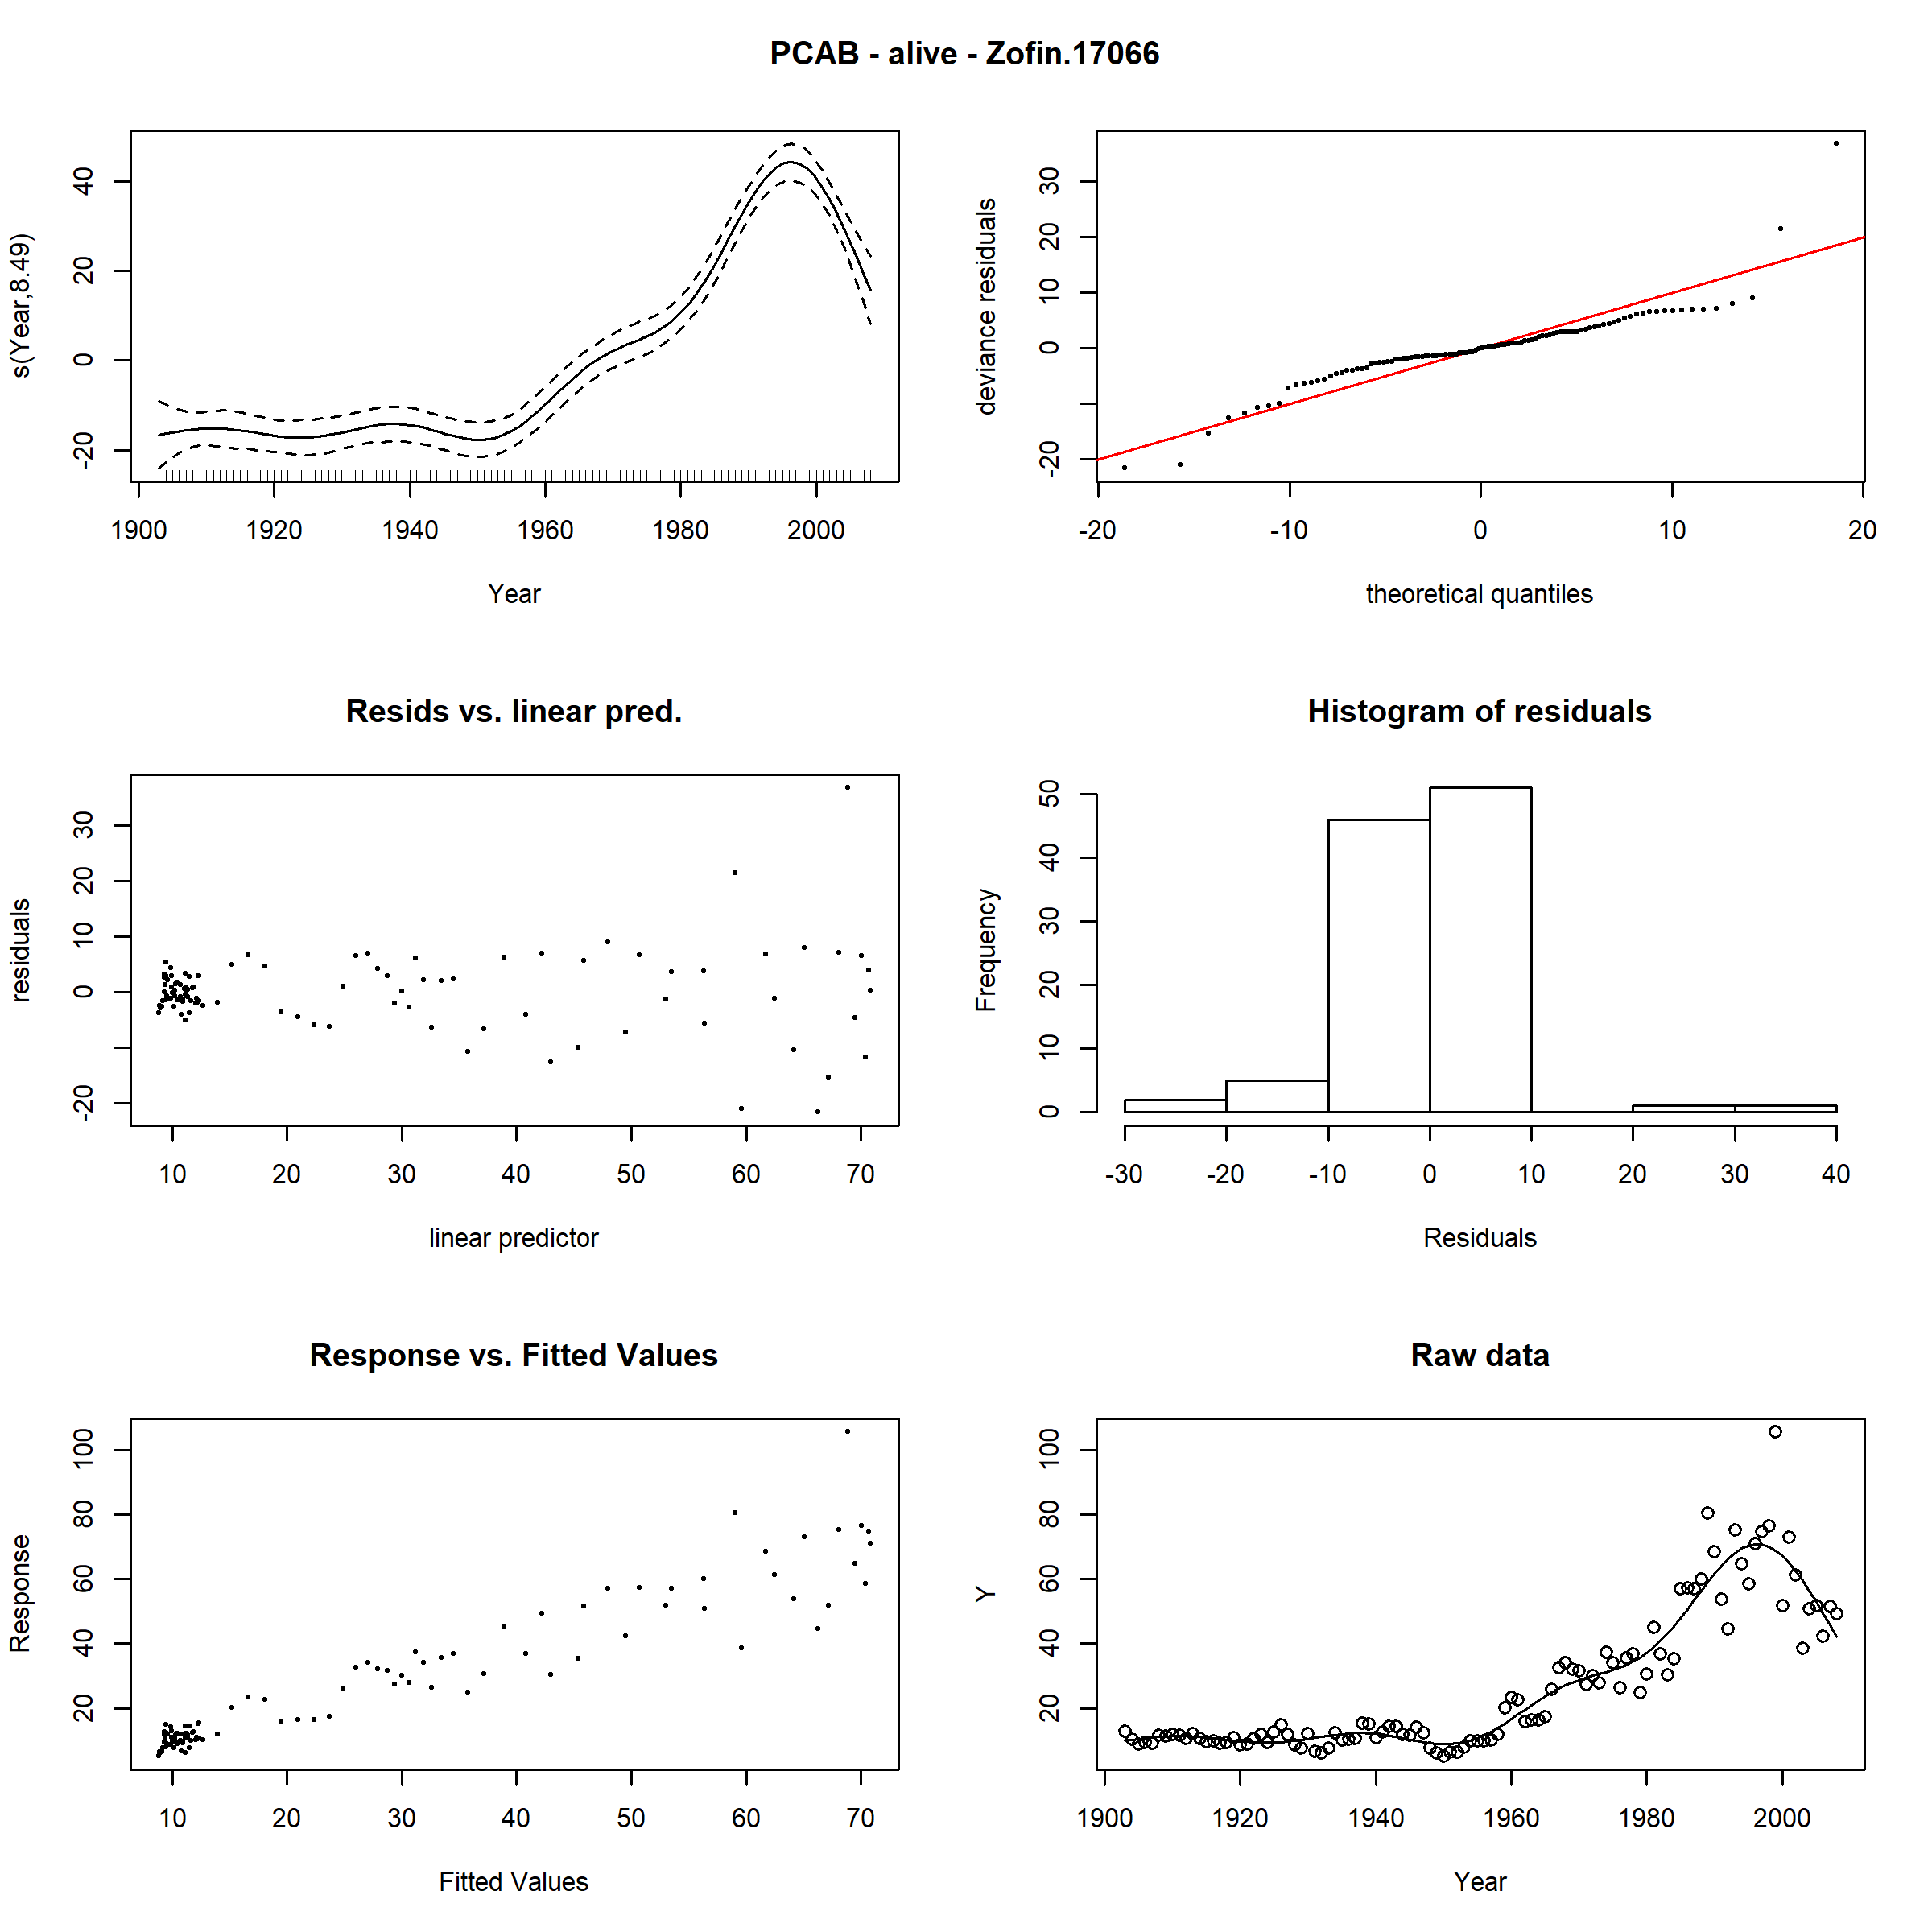 PCAB - alive - Zofin.17066
s(Year,8.49)
-20 0 20 40
1900 1920 1940 1960 1980 2000
Year
deviance residuals
-20 0 10 20 30
-20 -10 0 10 20
theoretical quantiles
Resids vs. linear pred.
residuals
-20 0 10 20 30
10 20 30 40 50 60 70
linear predictor
Histogram of residuals
Frequency
0 10 20 30 40 50
-30 -20 -10 0 10 20 30 40
Residuals
Response vs. Fitted Values
Response
20 40 60 80 100
10 20 30 40 50 60 70
Fitted Values
Raw data
Y
20 40 60 80 100
1900 1920 1940 1960 1980 2000
Year